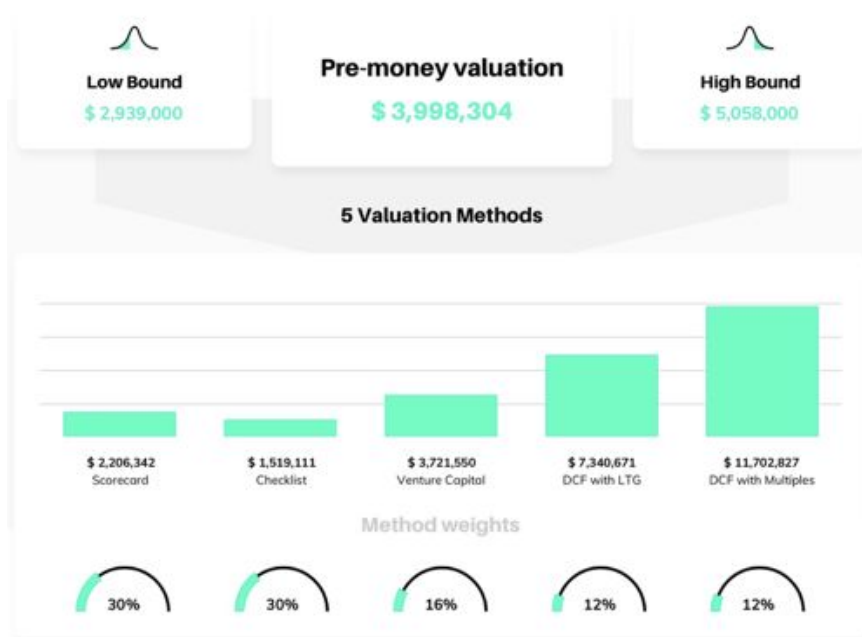 Low Bound
$ 2,939,000
Pre-money valuation
$ 3,998,304
High Bound
$ 5,058,000
5 Valuation Methods
$ 2,206,342
Scorecard
$ 1,519,111
Checklist
$ 3,721,550
Venture Capital
$ 7,340,671
DCF with LTG
$ 11,702,827
DCF with Multiples
Method weights
30%
30%
16%
12%
12%